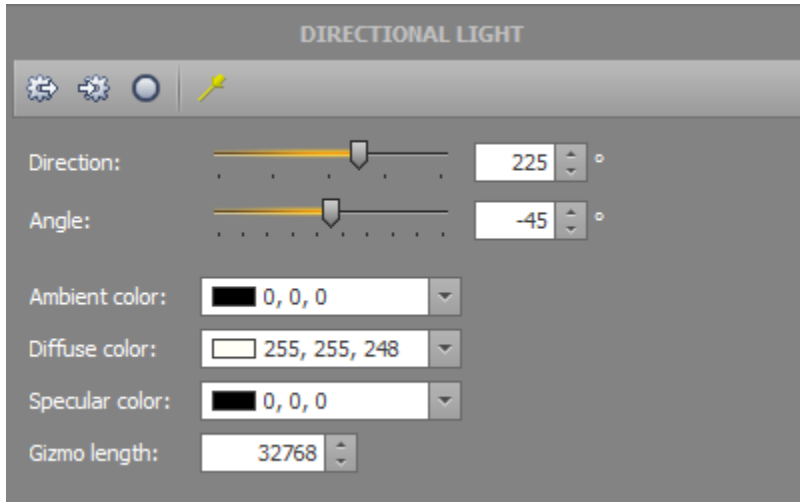 DIRECTIONAL LIGHT
Direction: 225 °
Angle: -45 °
Ambient color: 0, 0, 0
Diffuse color: 255, 255, 248
Specular color: 0, 0, 0
Gizmo length: 32768